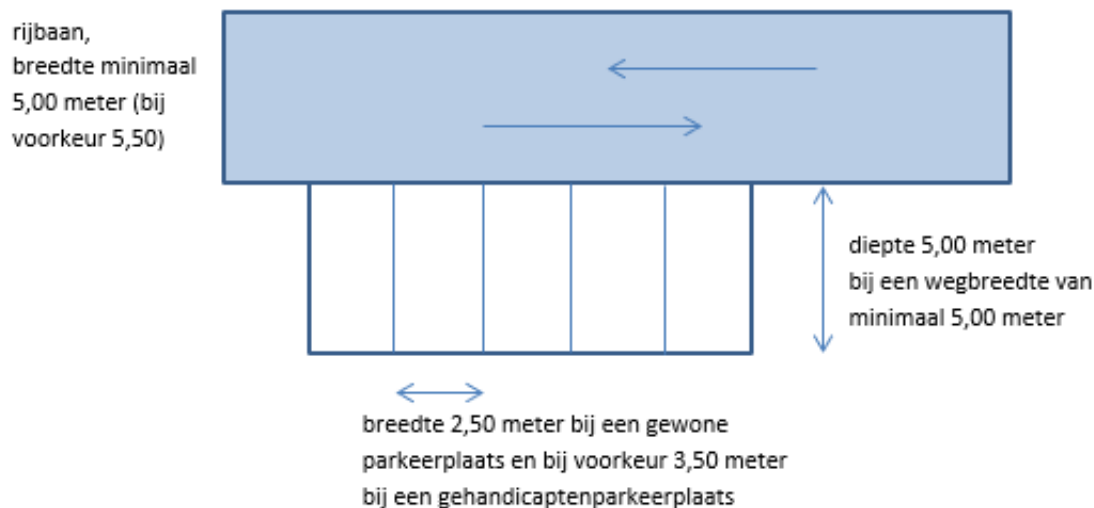 rijbaan,
breedte minimaal
5,00 meter (bij
voorkeur 5,50)
diepte 5,00 meter
bij een wegbreedte van
minimaal 5,00 meter
breedte 2,50 meter bij een gewone
parkeerplaats en bij voorkeur 3,50 meter
bij een gehandicaptenparkeerplaats